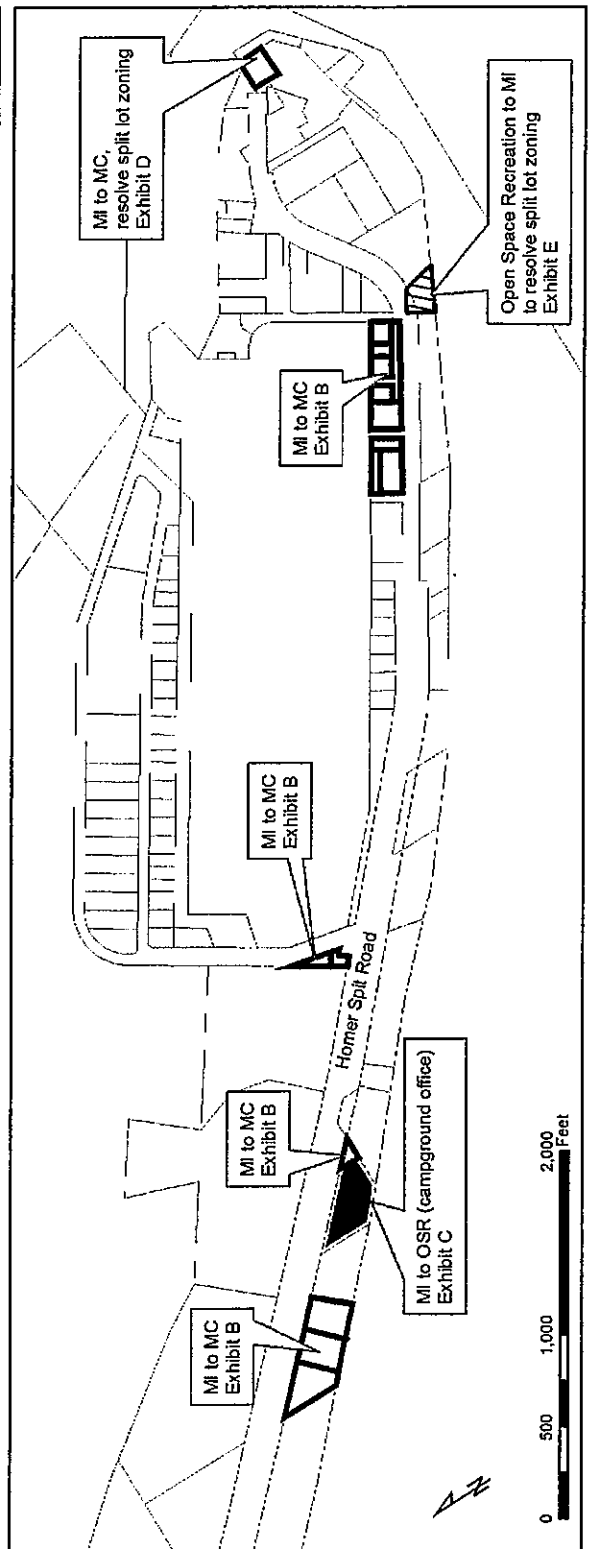 MI to MC,
resolve split lot zoning
Exhibit D
Open Space Recreation to MI
to resolve split lot zoning
Exhibit E
MI to MC
Exhibit B
MI to MC
Exhibit B
Homer Spit Road
MI to MC
Exhibit B
MI to OSR (campground office)
Exhibit C
MI to MC
Exhibit B
0 500 1,000 2,000
Feet
N